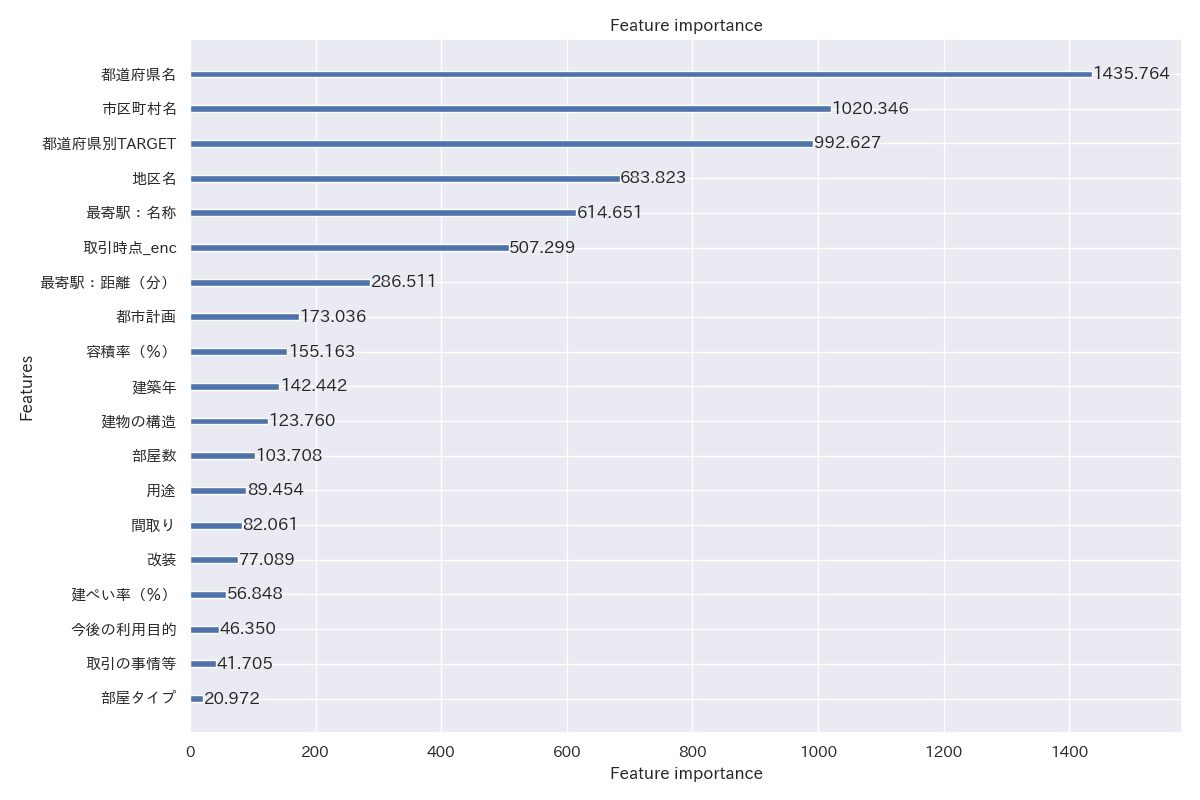 Feature importance
都道府県名 1435.764
市区町村名 1020.346
都道府県別TARGET 992.627
地区名 683.823
最寄駅：名称 614.651
取引時点_enc 507.299
最寄駅：距離（分） 286.511
都市計画 173.036
容積率（％） 155.163
建築年 142.442
建物の構造 123.760
部屋数 103.708
用途 89.454
間取り 82.061
改装 77.089
建ぺい率（％） 56.848
今後の利用目的 46.350
取引の事情等 41.705
部屋タイプ 20.972
Features
0 200 400 600 800 1000 1200 1400
Feature importance